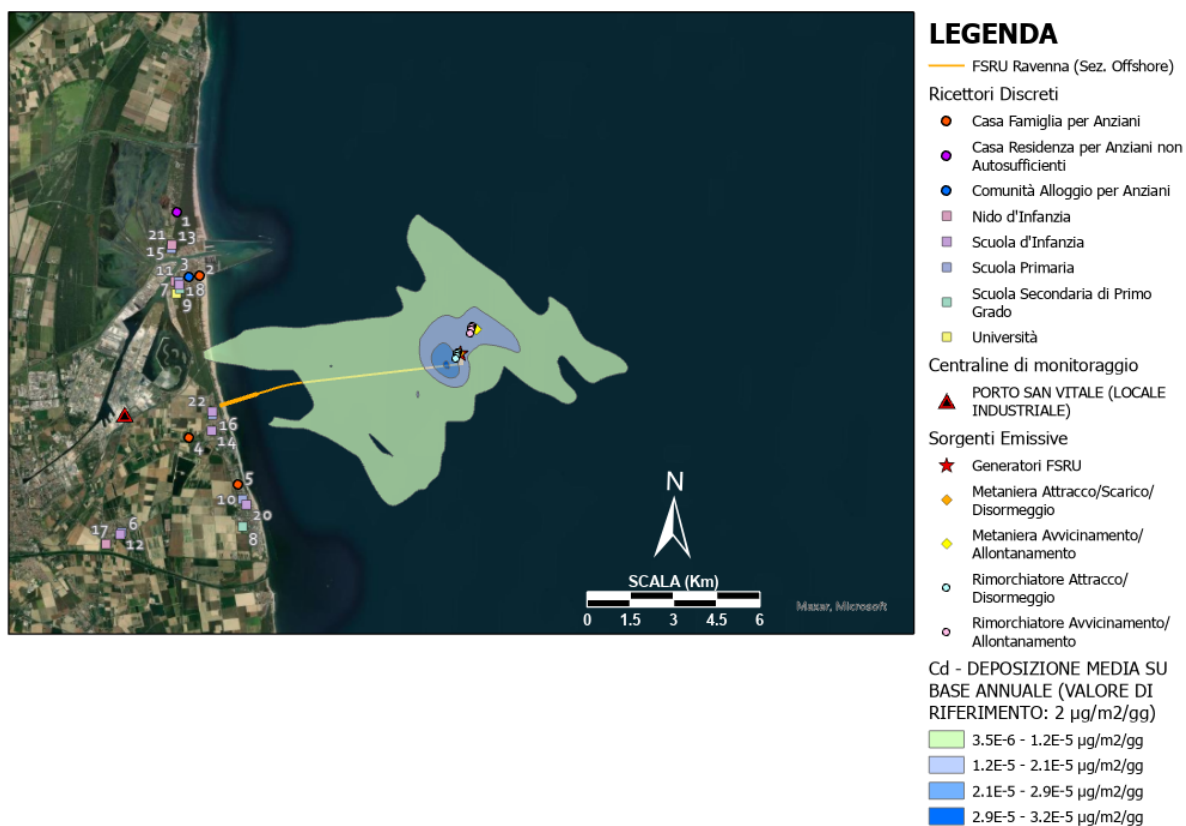 LEGENDA
FSRU Ravenna (Sez. Offshore)
Ricettori Discreti
Casa Famiglia per Anziani
Casa Residenza per Anziani non
Autosufficienti
Comunità Alloggio per Anziani
Nido d'Infanzia
Scuola d'Infanzia
Scuola Primaria
Scuola Secondaria di Primo
Grado
Università
Centraline di monitoraggio
PORTO SAN VITALE (LOCALE
INDUSTRIALE)
Sorgenti Emissive
Generatori FSRU
Metaniera Attracco/Scarico/
Disormeggio
Metaniera Avvicinamento/
Allontanamento
Rimorchiatore Attracco/
Disormeggio
Rimorchiatore Avvicinamento/
Allontanamento
Cd - DEPOSIZIONE MEDIA SU
BASE ANNUALE (VALORE DI
RIFERIMENTO: 2 µg/m2/gg)
3.5E-6 - 1.2E-5 µg/m2/gg
1.2E-5 - 2.1E-5 µg/m2/gg
2.1E-5 - 2.9E-5 µg/m2/gg
2.9E-5 - 3.2E-5 µg/m2/gg
1
21 13
15
3 2
11
7 18
9
22
16
14
4
5
10
20
8
6
17
12
N
SCALA (Km)
0 1.5 3 4.5 6
Maxar, Microsoft